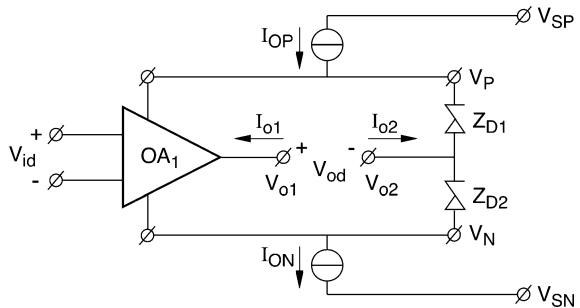 V_SP
I_OP
V_P
+
I_o1
I_o2
Z_D1
V_id
OA_1
+
V_od
-
-
V_o1
V_o2
Z_D2
V_N
I_ON
V_SN